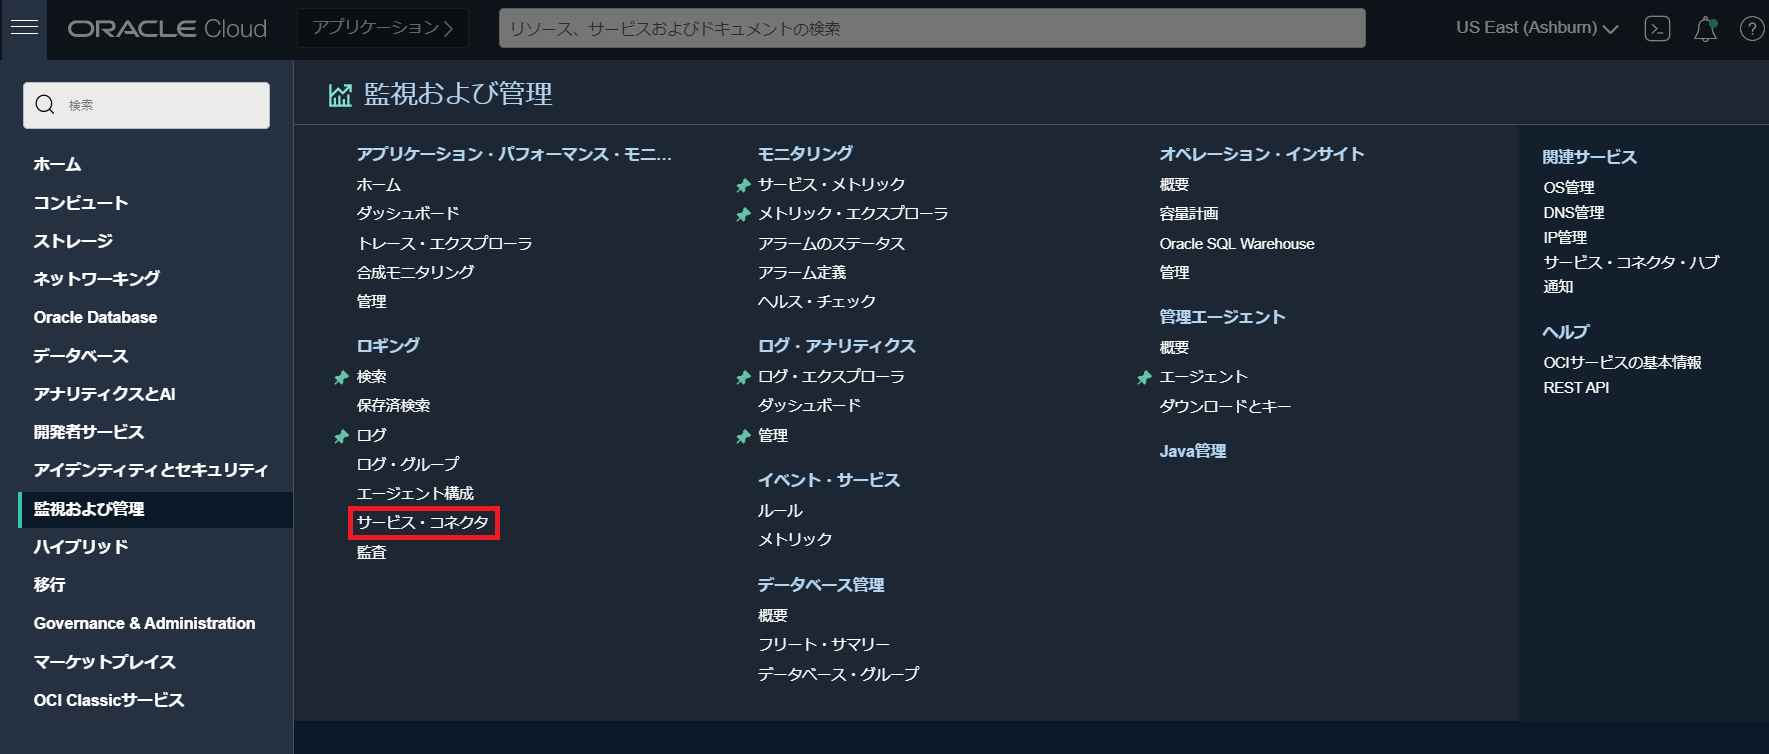 ORACLE Cloud
アプリケーション
リソース、サービスおよびドキュメントの検索
US East (Ashburn)
検索
ホーム
コンピュート
ストレージ
ネットワーキング
Oracle Database
データベース
アナリティクスとAI
開発者サービス
アイデンティティとセキュリティ
監視および管理
ハイブリッド
移行
Governance & Administration
マーケットプレイス
OCI Classicサービス
監視および管理
アプリケーション・パフォーマンス・モニ...
ホーム
ダッシュボード
トレース・エクスプローラ
合成モニタリング
管理
ロギング
検索
保存済検索
ログ
ログ・グループ
エージェント構成
サービス・コネクタ
監査
モニタリング
サービス・メトリック
メトリック・エクスプローラ
アラームのステータス
アラーム定義
ヘルス・チェック
ログ・アナリティクス
ログ・エクスプローラ
ダッシュボード
管理
イベント・サービス
ルール
メトリック
データベース管理
概要
フリート・サマリー
データベース・グループ
オペレーション・インサイト
概要
容量計画
Oracle SQL Warehouse
管理
管理エージェント
概要
エージェント
ダウンロードとキー
Java管理
関連サービス
OS管理
DNS管理
IP管理
サービス・コネクタ・ハブ
通知
ヘルプ
OCIサービスの基本情報
REST API